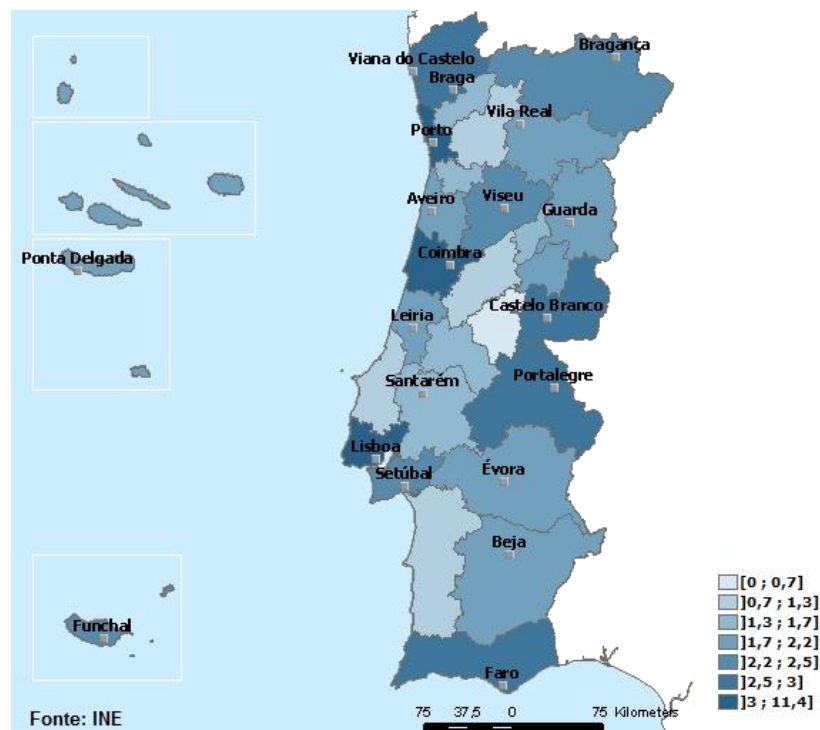 Bragança
Viana do Castelo
Braga
Vila Real
Porto
Aveiro
Viseu
Guarda
Coimbra
Ponta Delgada
Castelo Branco
Leiria
Portalegre
Santarém
Lisboa
Setúbal
Évora
Beja
[0 ; 0,7]
]0,7 ; 1,3]
]1,3 ; 1,7]
]1,7 ; 2,2]
]2,2 ; 2,5]
]2,5 ; 3]
]3 ; 11,4]
Funchal
Faro
Fonte: INE
75 37,5 0 75 Kilometers